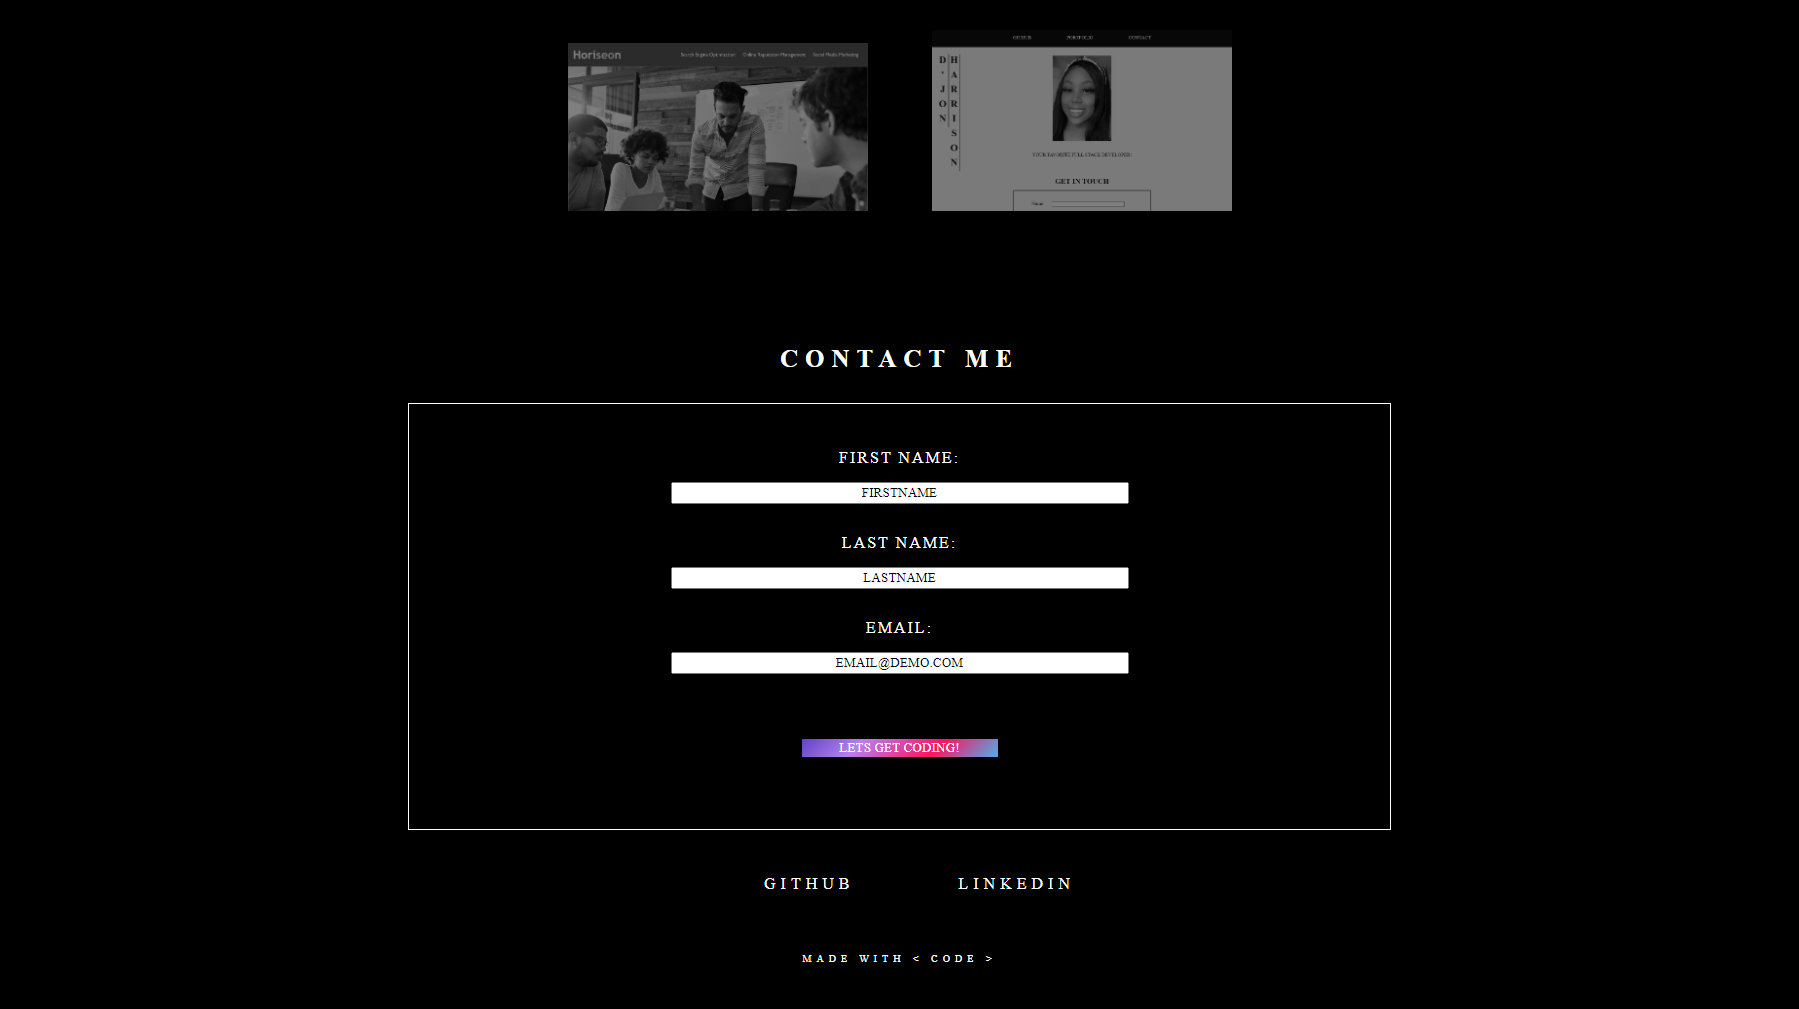 Horiseon
Search Engine Optimization Online Reputation Management Social Media Marketing
GITHUB PORTFOLIO CONTACT
D'JON
HARRISON
YOUR FAVORITE FULL STACK DEVELOPER
GET IN TOUCH
Name
CONTACT ME
FIRST NAME:
FIRSTNAME
LAST NAME:
LASTNAME
EMAIL:
EMAIL@DEMO.COM
LETS GET CODING!
GITHUB LINKEDIN
MADE WITH < CODE >